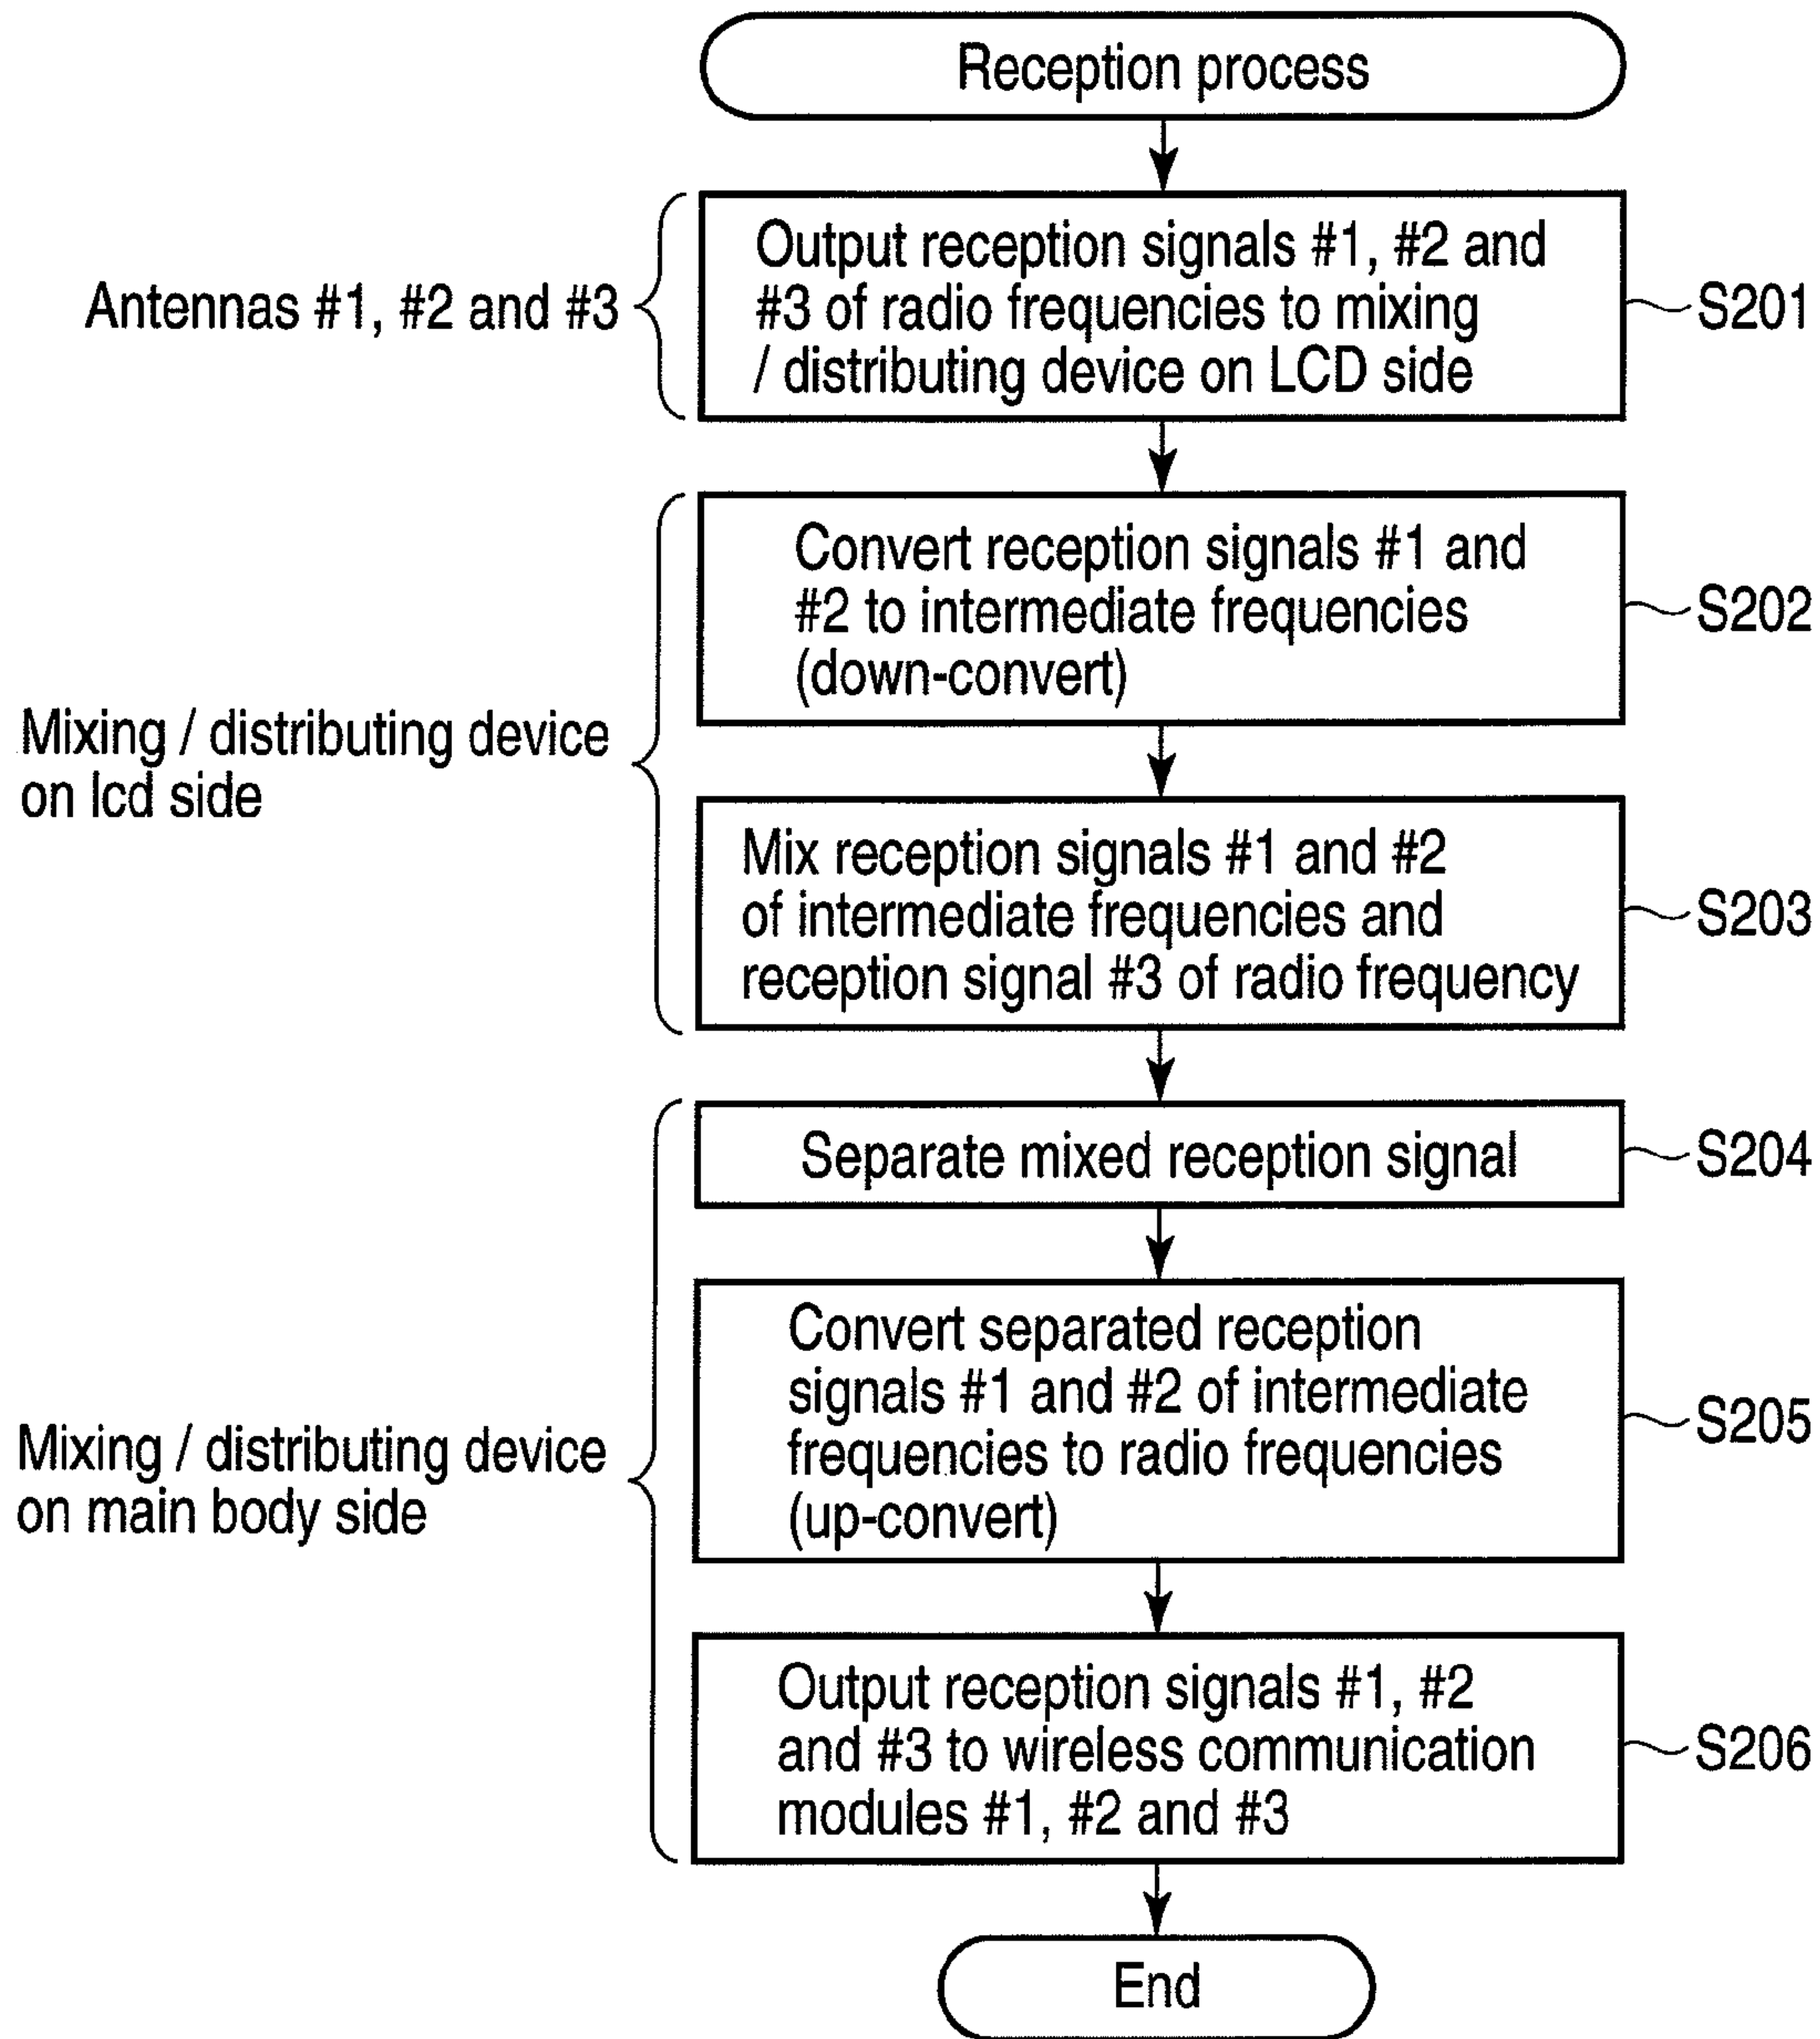 Reception process
Antennas #1, #2 and #3
Output reception signals #1, #2 and
#3 of radio frequencies to mixing
/ distributing device on LCD side
S201
Mixing / distributing device
on lcd side
Convert reception signals #1 and
#2 to intermediate frequencies
(down-convert)
S202
Mix reception signals #1 and #2
of intermediate frequencies and
reception signal #3 of radio frequency
S203
Mixing / distributing device
on main body side
Separate mixed reception signal
S204
Convert separated reception
signals #1 and #2 of intermediate
frequencies to radio frequencies
(up-convert)
S205
Output reception signals #1, #2
and #3 to wireless communication
modules #1, #2 and #3
S206
End